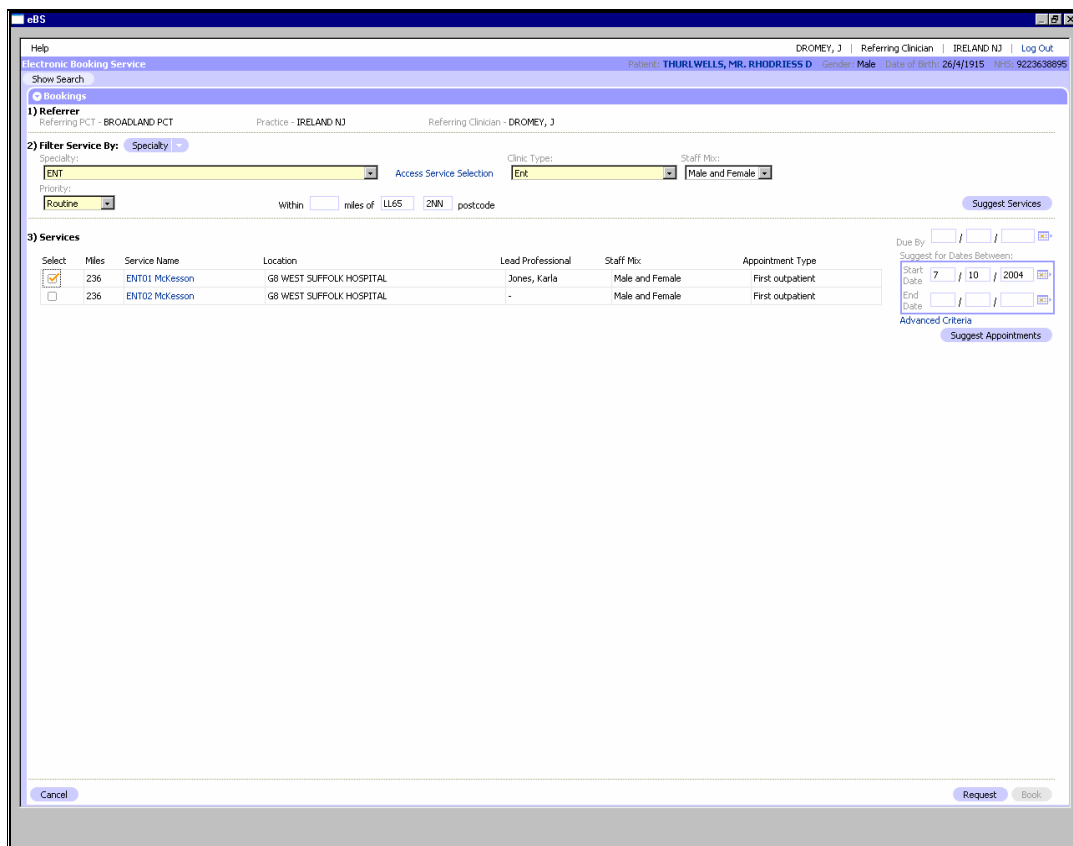 eBS
Help DROMEY, J | Referring Clinician | IRELAND NJ | Log Out
Electronic Booking Service Patient: THURLWELLS, MR. RHODRIESS D Gender: Male Date of Birth: 26/4/1915 NHS: 9223638895
Show Search
Bookings
1) Referrer
Referring PCT - BROADLAND PCT Practice - IRELAND NJ Referring Clinician - DROMEY, J
2) Filter Service By: Specialty
Specialty: Clinic Type: Staff Mix:
ENT Access Service Selection Ent Male and Female
Priority:
Routine Within miles of LL65 2NN postcode Suggest Services
3) Services
Due By / /
Suggest for Dates Between:
Select Miles Service Name Location Lead Professional Staff Mix Appointment Type
236 ENT01 McKesson G8 WEST SUFFOLK HOSPITAL Jones, Karla Male and Female First outpatient
236 ENT02 McKesson G8 WEST SUFFOLK HOSPITAL - Male and Female First outpatient
Start Date 7 / 10 / 2004
End Date / /
Advanced Criteria
Suggest Appointments
Cancel Request Book